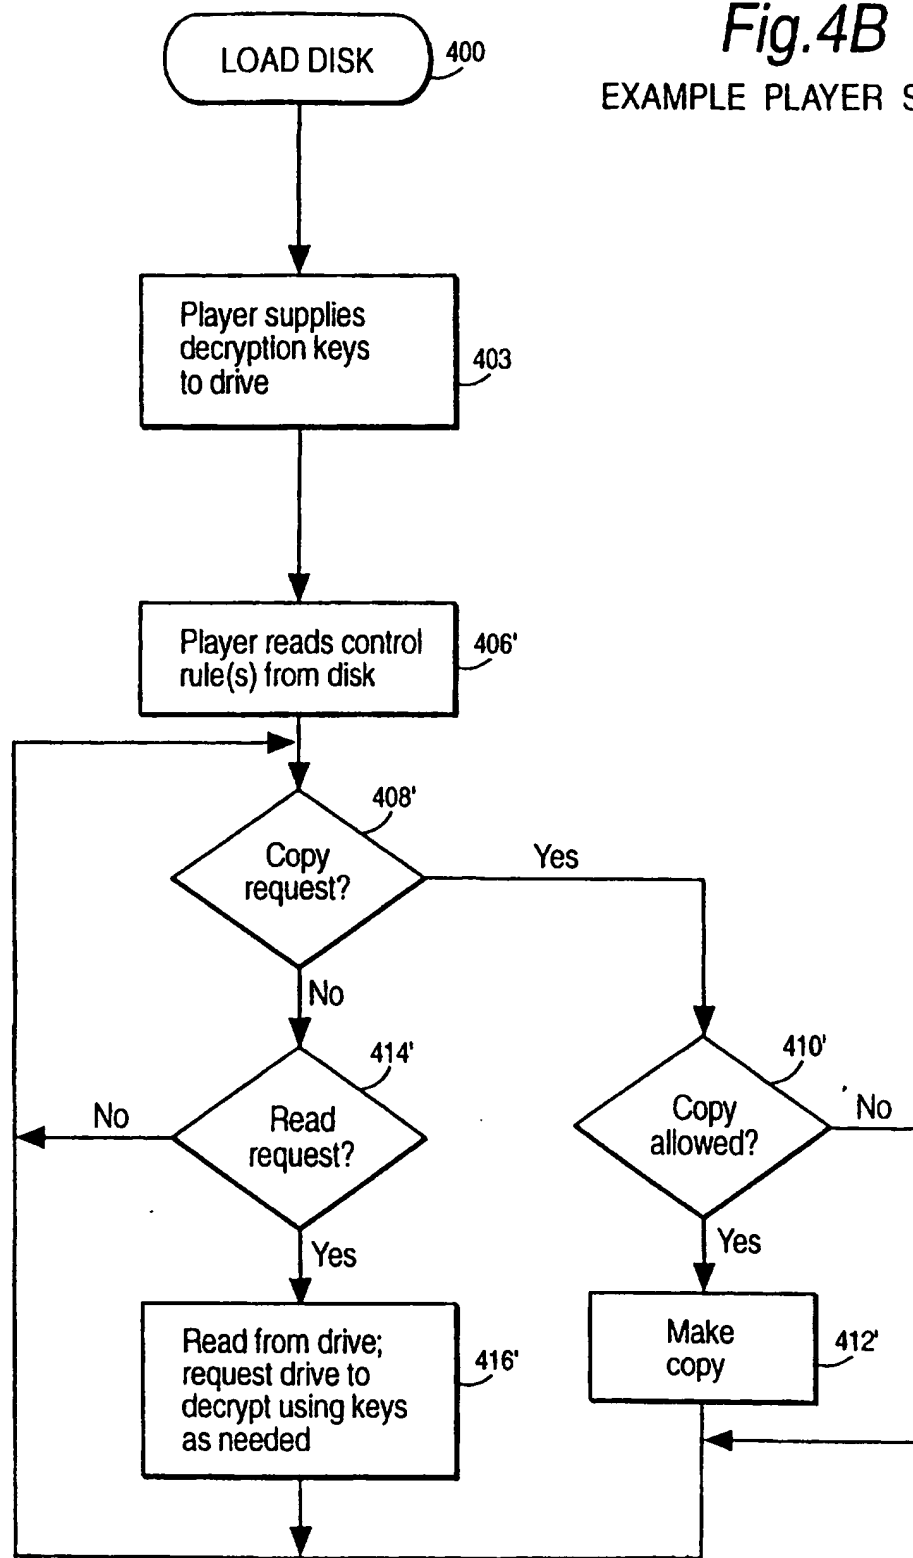 Fig.4B
EXAMPLE PLAYER
LOAD DISK
400
Player supplies
decryption keys
to drive
403
Player reads control
rule(s) from disk
406'
408'
Copy
request?
Yes
No
414'
Read
request?
No
Yes
410'
Copy
allowed?
No
Yes
Read from drive;
request drive to
decrypt using keys
as needed
416'
Make
copy
412'